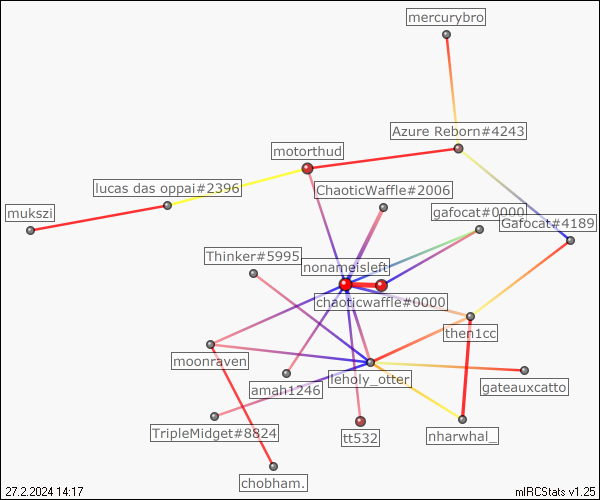 mercurybro
Azure Reborn#4243
motorthud
lucas das oppai#2396
ChaoticWaffle#2006
mukszi
gafocat#0000
Gafocat#4189
Thinker#5995
nonameisleft
chaoticwaffle#0000
then1cc
moonraven
leholy_otter
amah1246
gateauxcatto
TripleMidget#8824
tt532
nharwhal_
chobham.
27.2.2024 14:17
mIRCStats v1.25